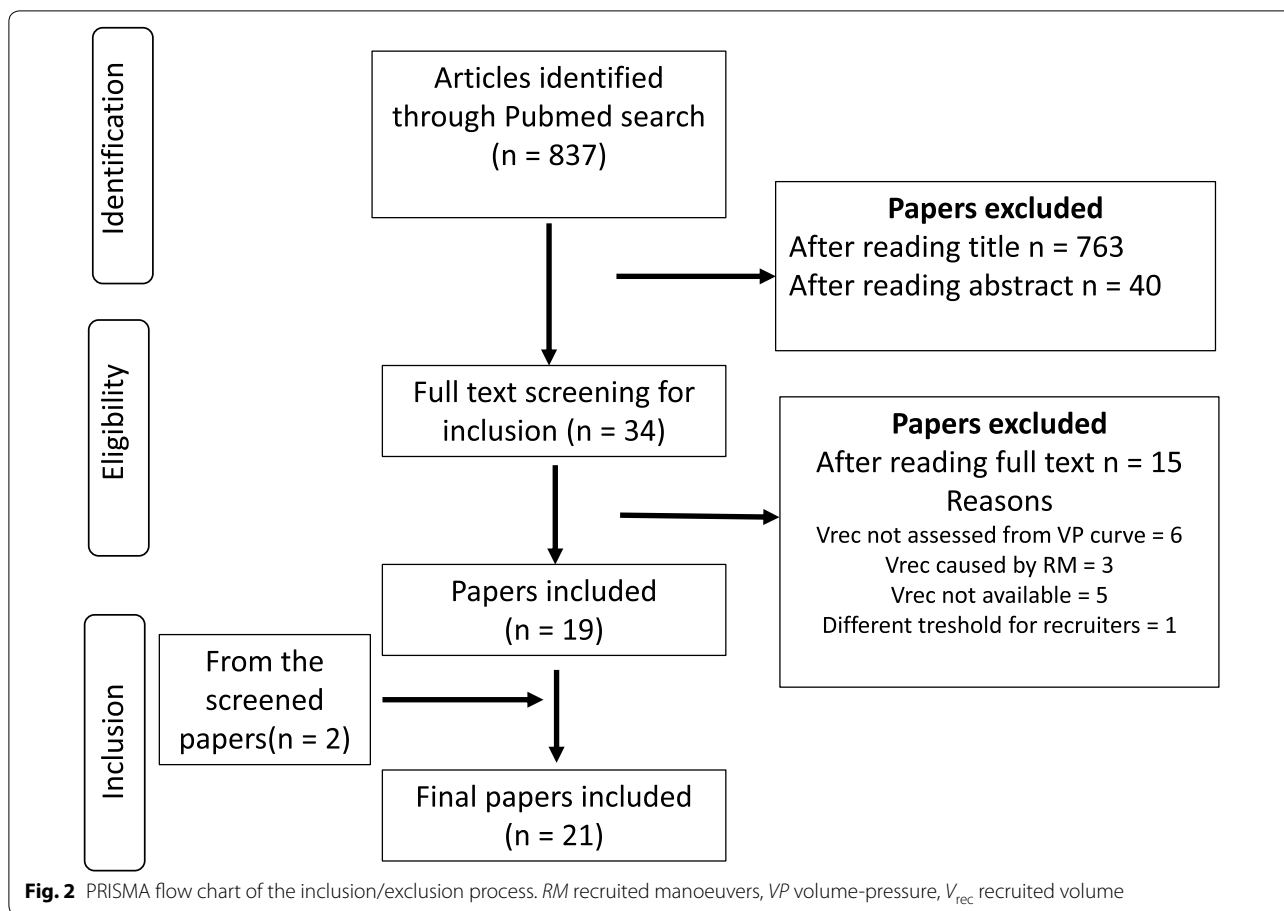 Identification
Articles identified
through Pubmed search
(n = 837)
Papers excluded
After reading title n = 763
After reading abstract n = 40
Eligibility
Full text screening for
inclusion (n = 34)
Papers excluded
After reading full text n = 15
Reasons
Vrec not assessed from VP curve = 6
Vrec caused by RM = 3
Vrec not available = 5
Different treshold for recruiters = 1
Papers included
(n = 19)
Inclusion
From the
screened
papers(n = 2)
Final papers included
(n = 21)
Fig. 2 PRISMA flow chart of the inclusion/exclusion process. RM recruited manoeuvers, VP volume-pressure, Vrec recruited volume